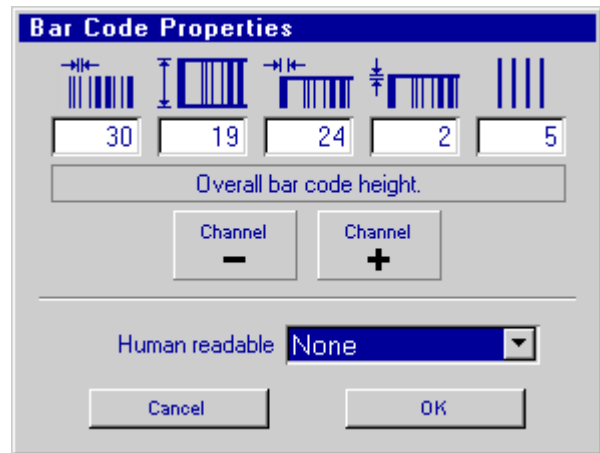 Bar Code Properties
30 19 24 2 5
Overall bar code height.
Channel Channel
− +
Human readable None
Cancel OK